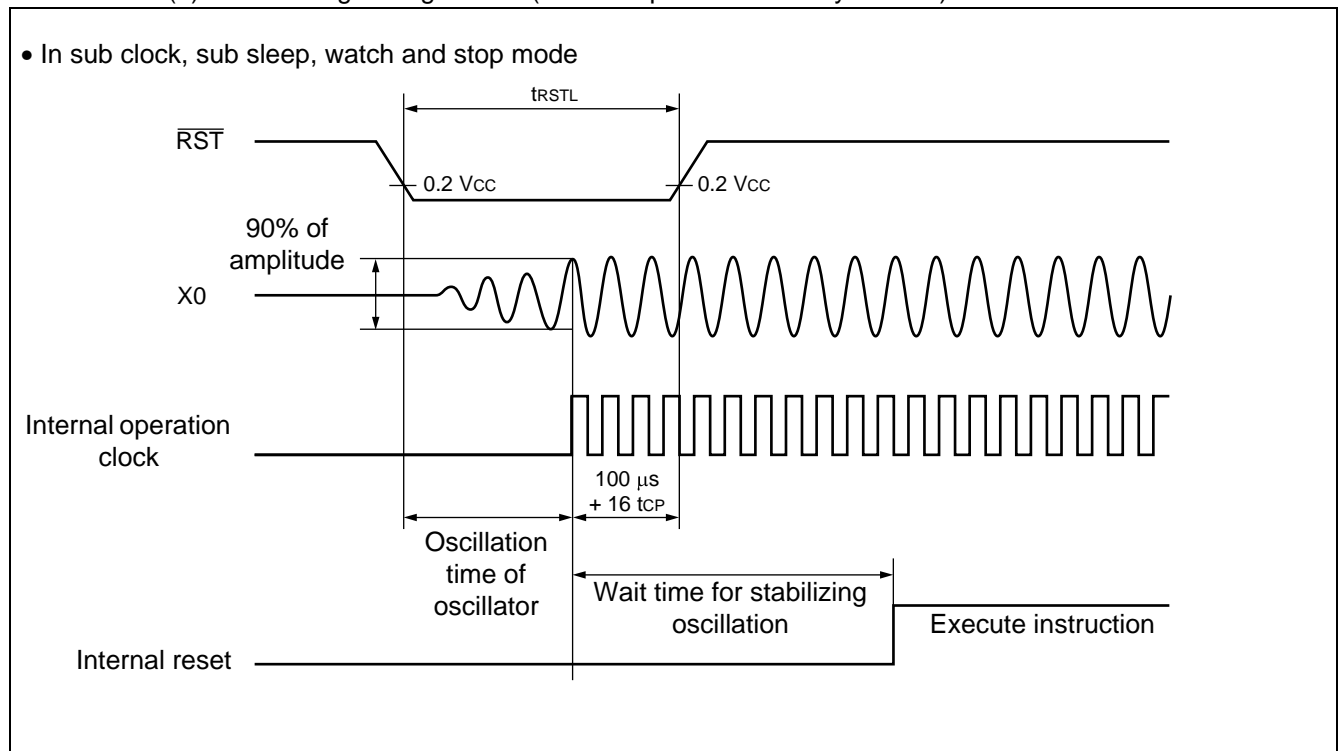 • In sub clock, sub sleep, watch and stop mode
tRSTL
RST
0.2 VCC
0.2 VCC
90% of
amplitude
X0
Internal operation
clock
100 μs
+ 16 tCP
Oscillation
time of
oscillator
Wait time for stabilizing
oscillation
Execute instruction
Internal reset